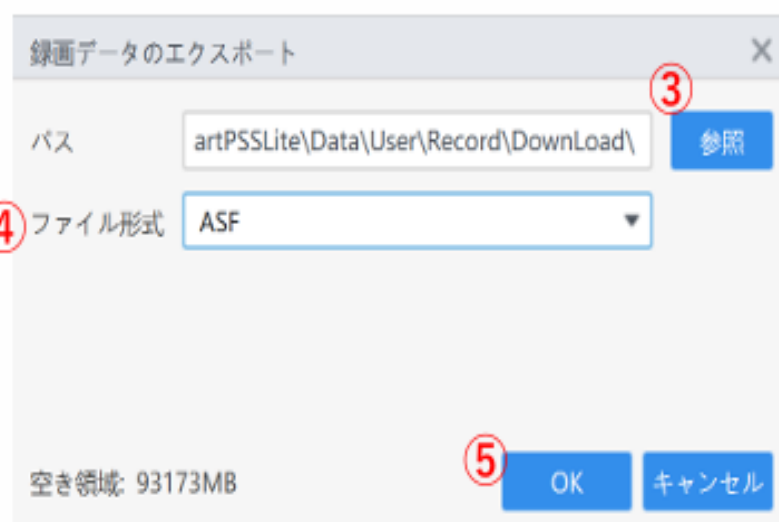 録画データのエクスポート ×
③
パス artPSSLite\Data\User\Record\DownLoad\ 参照
④ ファイル形式 ASF
⑤
空き領域: 93173MB OK キャンセル